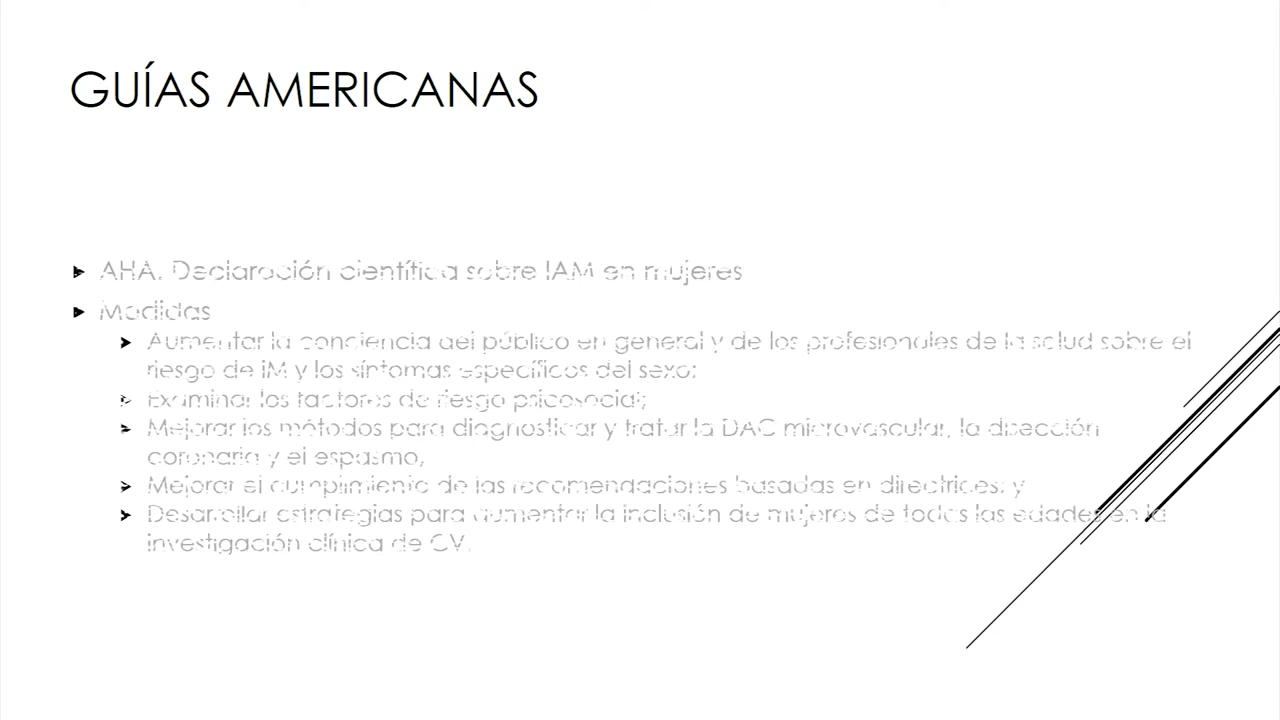 GUÍAS AMERICANAS
AHA. Declaración científica sobre IAM en mujeres
Medidas
Aumentar la conciencia del público en general y de los profesionales de la salud sobre el
riesgo de IM y los síntomas específicos del sexo;
Examinar los factores de riesgo psicosocial;
Mejorar los métodos para diagnosticar y tratar la DAC microvascular, la disección
coronaria y el espasmo,
Mejorar el cumplimiento de las recomendaciones basadas en directrices; y
Desarrollar estrategias para aumentar la inclusión de mujeres de todas las edades en la
investigación clínica de CV.